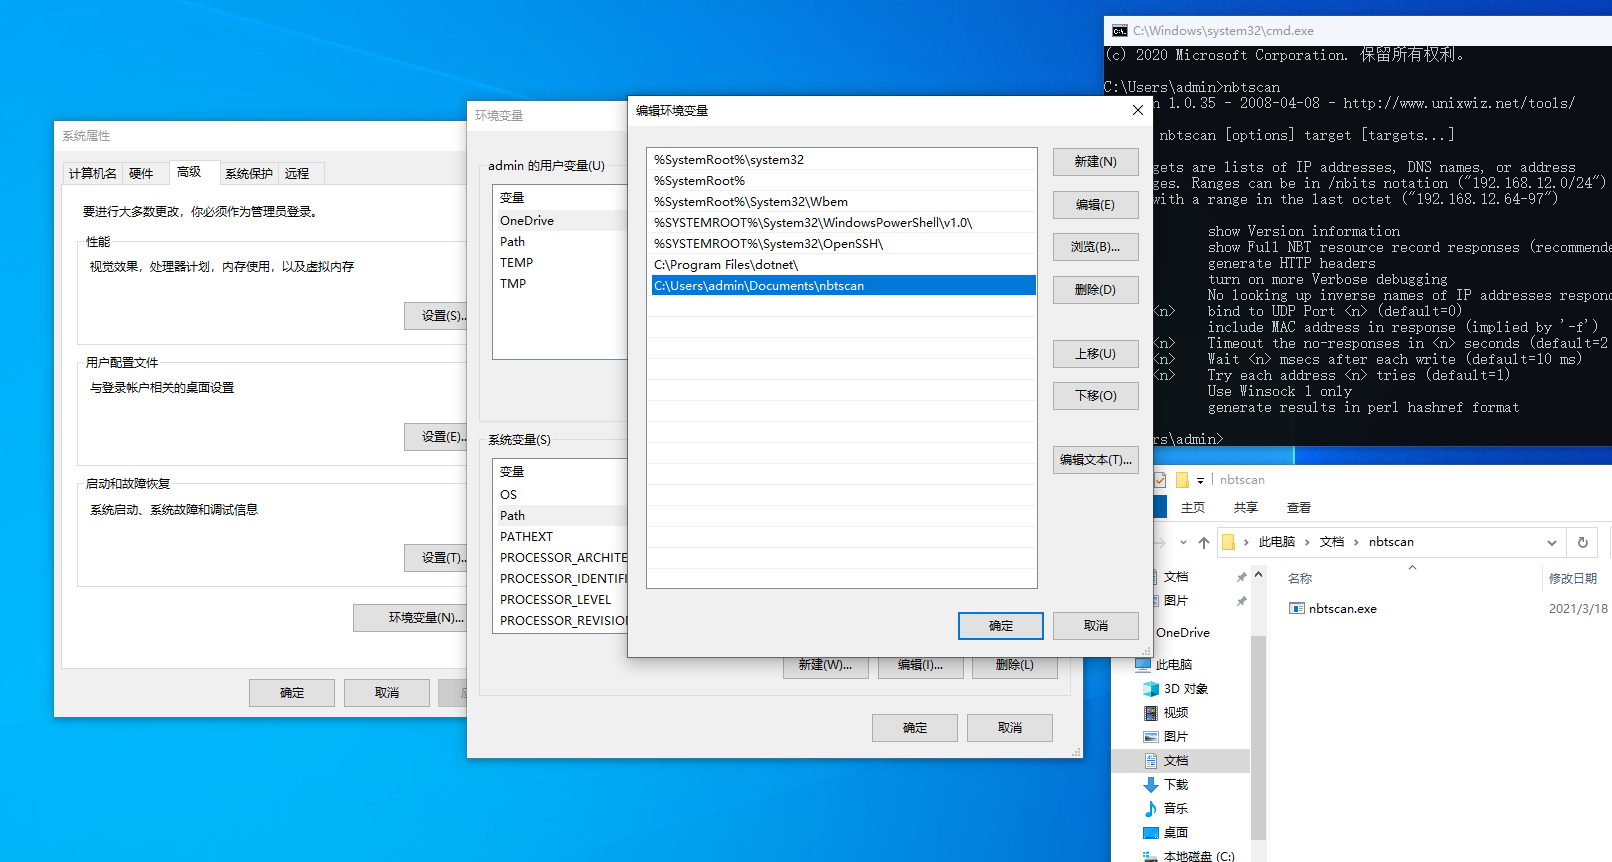 系统属性
计算机名
硬件
高级
系统保护
远程
要进行大多数更改，你必须作为管理员登录。
性能
视觉效果，处理器计划，内存使用，以及虚拟内存
设置(S)..
用户配置文件
与登录帐户相关的桌面设置
设置(E)..
启动和故障恢复
系统启动、系统故障和调试信息
设置(T)..
环境变量(N)...
确定
取消
环境变量
admin 的用户变量(U)
变量
OneDrive
Path
TEMP
TMP
系统变量(S)
变量
OS
Path
PATHEXT
PROCESSOR_ARCHITE
PROCESSOR_IDENTIFI
PROCESSOR_LEVEL
PROCESSOR_REVISION
新建(W)...
编辑(I)...
删除(L)
确定
取消
编辑环境变量
%SystemRoot%\system32
%SystemRoot%
%SystemRoot%\System32\Wbem
%SYSTEMROOT%\System32\WindowsPowerShell\v1.0\
%SYSTEMROOT%\System32\OpenSSH\
C:\Program Files\dotnet\
C:\Users\admin\Documents\nbtscan
新建(N)
编辑(E)
浏览(B)...
删除(D)
上移(U)
下移(O)
编辑文本(T)...
确定
取消
C:\Windows\system32\cmd.exe
(c) 2020 Microsoft Corporation. 保留所有权利。
C:\Users\admin>nbtscan
n 1.0.35 - 2008-04-08 - http://www.unixwiz.net/tools/
nbtscan [options] target [targets...]
gets are lists of IP addresses, DNS names, or address
ges. Ranges can be in /nbits notation ("192.168.12.0/24")
with a range in the last octet ("192.168.12.64-97")
show Version information
show Full NBT resource record responses (recommende
generate HTTP headers
turn on more Verbose debugging
No looking up inverse names of IP addresses respond
<n> bind to UDP Port <n> (default=0)
include MAC address in response (implied by '-f')
<n> Timeout the no-responses in <n> seconds (default=2
<n> Wait <n> msecs after each write (default=10 ms)
<n> Try each address <n> tries (default=1)
Use Winsock 1 only
generate results in perl hashref format
rs\admin>
nbtscan
主页
共享
查看
此电脑 > 文档 > nbtscan
文档
图片
OneDrive
此电脑
3D 对象
视频
图片
文档
下载
音乐
桌面
本地磁盘 (C:)
名称
修改日期
nbtscan.exe
2021/3/18